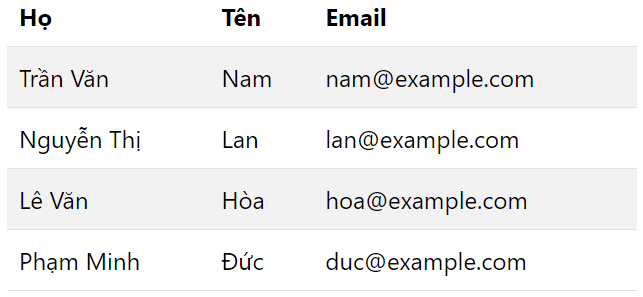 Họ Tên Email
Trần Văn Nam nam@example.com
Nguyễn Thị Lan lan@example.com
Lê Văn Hòa hoa@example.com
Phạm Minh Đức duc@example.com